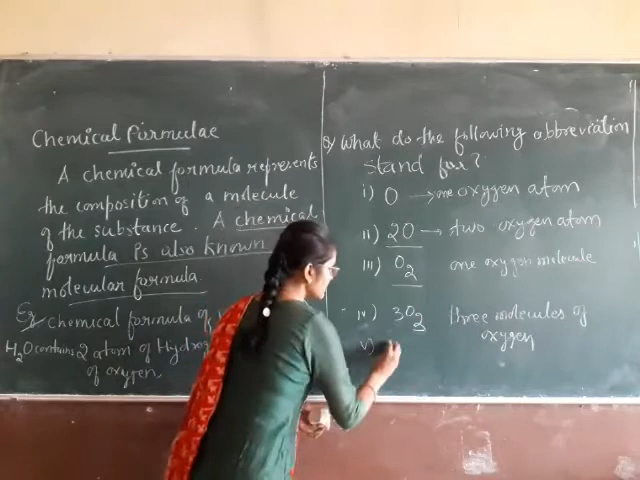 Chemical Formulae
A chemical formula represents
the composition of a molecule
of the substance. A chemical
formula is also known
molecular formula.
Eg chemical formula of
H₂O contains 2 atom of Hydrog
of oxygen.
Q) What do the following abbreviation
stand for?
i) O → one oxygen atom
ii) 2O → two oxygen atom
iii) O₂ one oxygen molecule
iv) 3O₂ three molecules of
oxygen
v)